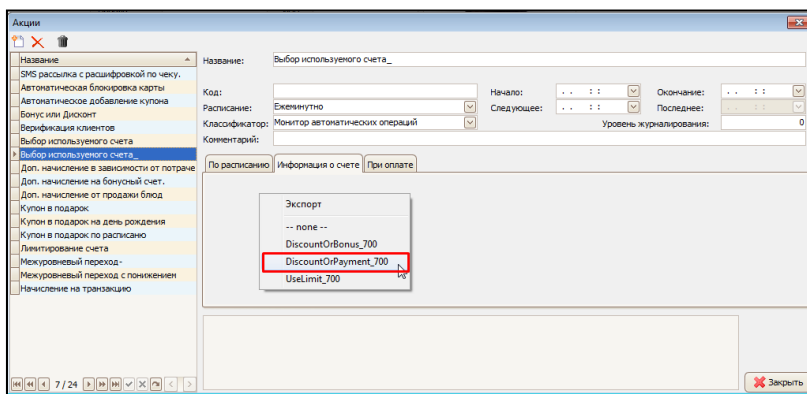 Акции
Название
SMS рассылка с расшифровкой по чеку.
Автоматическая блокировка карты
Автоматическое добавление купона
Бонус или Дисконт
Верификация клиентов
Выбор используемого счета
Выбор используемого счета_
Доп. начисление в зависимости от потраче
Доп. начисление на бонусный счет.
Доп. начисление от продажи блюд
Купон в подарок
Купон в подарок на день рождения
Купон в подарок по расписаню
Лимитирование счета
Межуровневый переход-
Межуровневый переход с понижением
Начисление на транзакцию
7 / 24
Название: Выбор используемого счета_
Код: Начало: . . : : Окончание: . . : :
Расписание: Ежеминутно Следующее: . . : : Последнее: . . : :
Классификатор: Монитор автоматических операций Уровень журналирования: 0
Комментарий:
По расписанию Информация о счете При оплате
Экспорт
-- none --
DiscountOrBonus_700
DiscountOrPayment_700
UseLimit_700
Закрыть